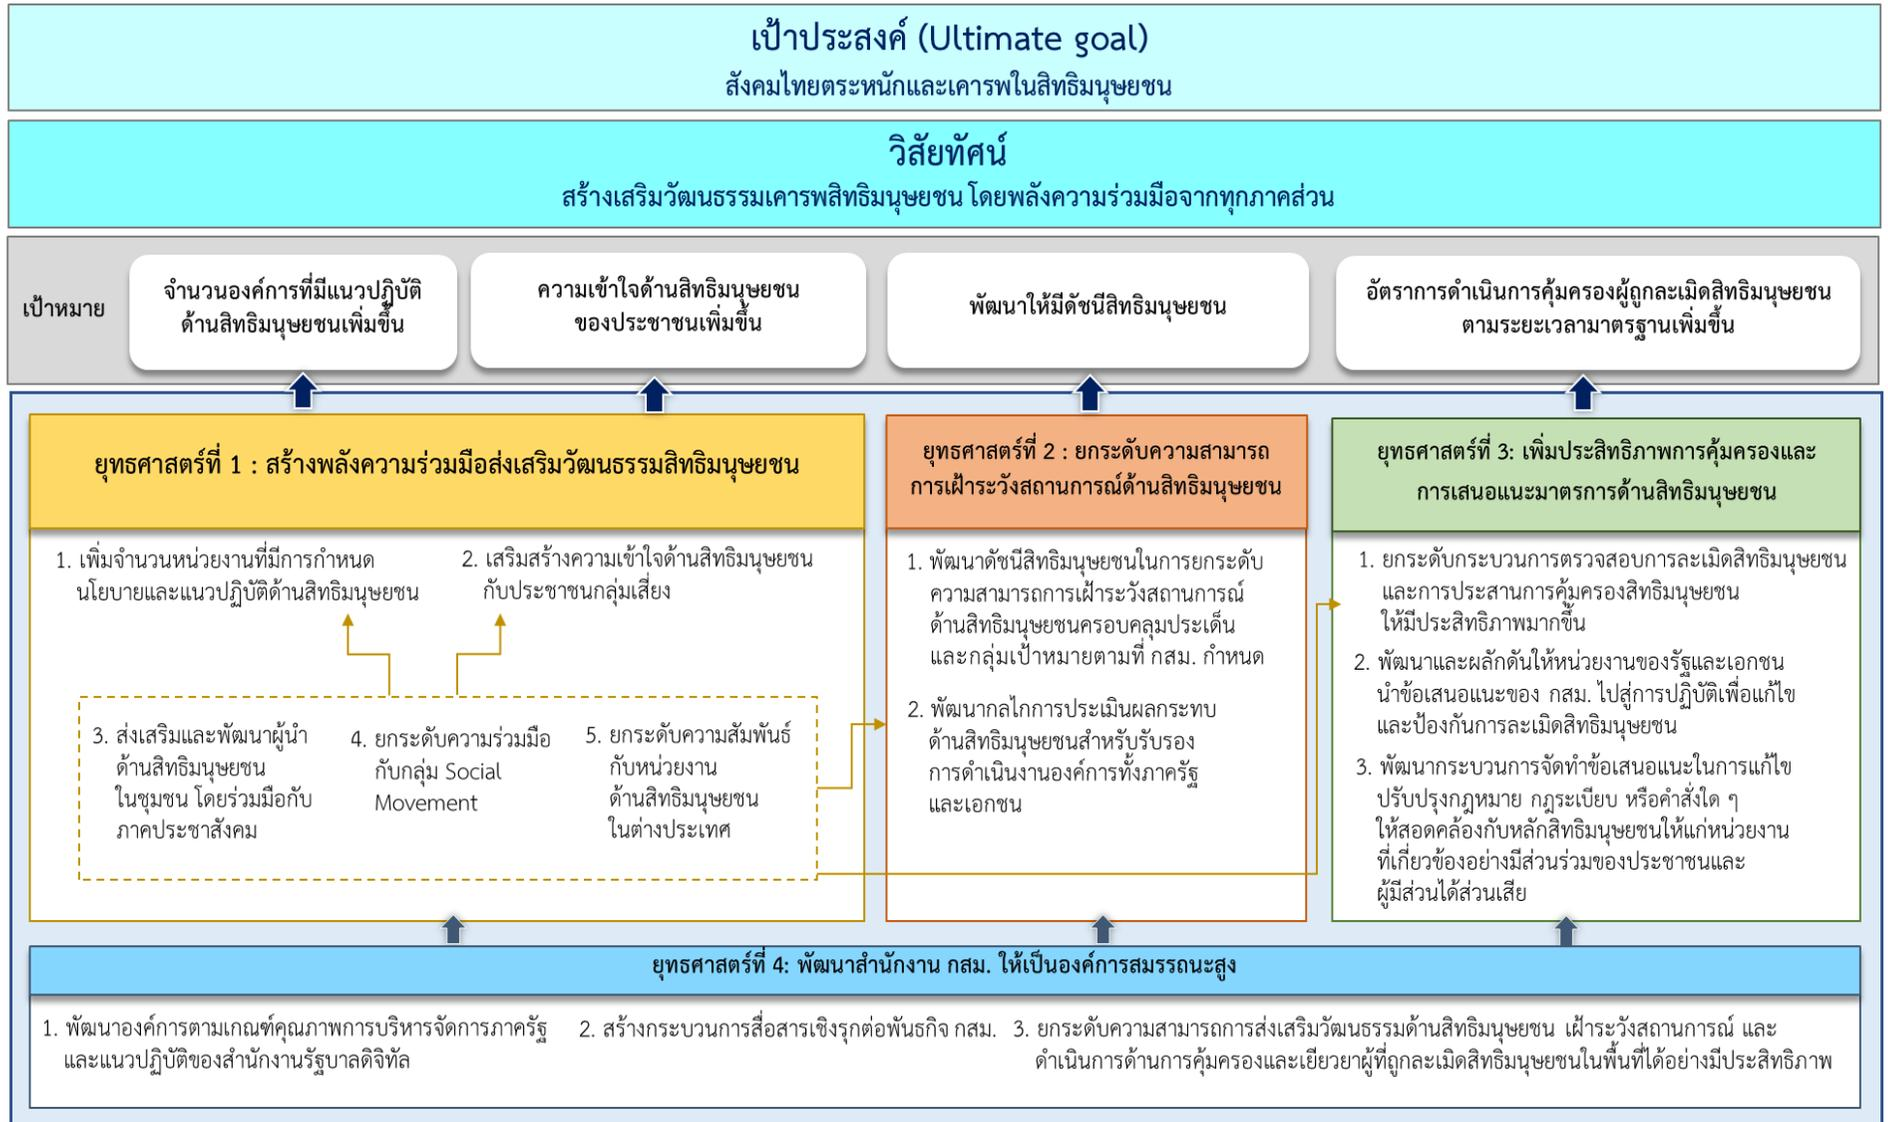 เป้าประสงค์ (Ultimate goal)
สังคมไทยตระหนักและเคารพในสิทธิมนุษยชน
วิสัยทัศน์
สร้างเสริมวัฒนธรรมเคารพสิทธิมนุษยชน โดยพลังความร่วมมือจากทุกภาคส่วน
เป้าหมาย
จำนวนองค์การที่มีแนวปฏิบัติ
ด้านสิทธิมนุษยชนเพิ่มขึ้น
ความเข้าใจด้านสิทธิมนุษยชน
ของประชาชนเพิ่มขึ้น
พัฒนาให้มีดัชนีสิทธิมนุษยชน
อัตราการดำเนินการคุ้มครองผู้ถูกละเมิดสิทธิมนุษยชน
ตามระยะเวลามาตรฐานเพิ่มขึ้น
ยุทธศาสตร์ที่ 1 : สร้างพลังความร่วมมือส่งเสริมวัฒนธรรมสิทธิมนุษยชน
1. เพิ่มจำนวนหน่วยงานที่มีการกำหนด
นโยบายและแนวปฏิบัติด้านสิทธิมนุษยชน
2. เสริมสร้างความเข้าใจด้านสิทธิมนุษยชน
กับประชาชนกลุ่มเสี่ยง
3. ส่งเสริมและพัฒนาผู้นำ
ด้านสิทธิมนุษยชน
ในชุมชน โดยร่วมมือกับ
ภาคประชาสังคม
4. ยกระดับความร่วมมือ
กับกลุ่ม Social
Movement
5. ยกระดับความสัมพันธ์
กับหน่วยงาน
ด้านสิทธิมนุษยชน
ในต่างประเทศ
ยุทธศาสตร์ที่ 2 : ยกระดับความสามารถ
การเฝ้าระวังสถานการณ์ด้านสิทธิมนุษยชน
1. พัฒนาดัชนีสิทธิมนุษยชนในการยกระดับ
ความสามารถการเฝ้าระวังสถานการณ์
ด้านสิทธิมนุษยชนครอบคลุมประเด็น
และกลุ่มเป้าหมายตามที่ กสม. กำหนด
2. พัฒนากลไกการประเมินผลกระทบ
ด้านสิทธิมนุษยชนสำหรับรับรอง
การดำเนินงานองค์การทั้งภาครัฐ
และเอกชน
ยุทธศาสตร์ที่ 3: เพิ่มประสิทธิภาพการคุ้มครองและ
การเสนอแนะมาตรการด้านสิทธิมนุษยชน
1. ยกระดับกระบวนการตรวจสอบการละเมิดสิทธิมนุษยชน
และการประสานการคุ้มครองสิทธิมนุษยชน
ให้มีประสิทธิภาพมากขึ้น
2. พัฒนาและผลักดันให้หน่วยงานของรัฐและเอกชน
นำข้อเสนอแนะของ กสม. ไปสู่การปฏิบัติเพื่อแก้ไข
และป้องกันการละเมิดสิทธิมนุษยชน
3. พัฒนากระบวนการจัดทำข้อเสนอแนะในการแก้ไข
ปรับปรุงกฎหมาย กฎระเบียบ หรือคำสั่งใด ๆ
ให้สอดคล้องกับหลักสิทธิมนุษยชนให้แก่หน่วยงาน
ที่เกี่ยวข้องอย่างมีส่วนร่วมของประชาชนและ
ผู้มีส่วนได้ส่วนเสีย
ยุทธศาสตร์ที่ 4: พัฒนาสำนักงาน กสม. ให้เป็นองค์การสมรรถนะสูง
1. พัฒนาองค์การตามเกณฑ์คุณภาพการบริหารจัดการภาครัฐ
และแนวปฏิบัติของสำนักงานรัฐบาลดิจิทัล
2. สร้างกระบวนการสื่อสารเชิงรุกต่อพันธกิจ กสม.
3. ยกระดับความสามารถการส่งเสริมวัฒนธรรมด้านสิทธิมนุษยชน เฝ้าระวังสถานการณ์ และ
ดำเนินการด้านการคุ้มครองและเยียวยาผู้ที่ถูกละเมิดสิทธิมนุษยชนในพื้นที่ได้อย่างมีประสิทธิภาพ